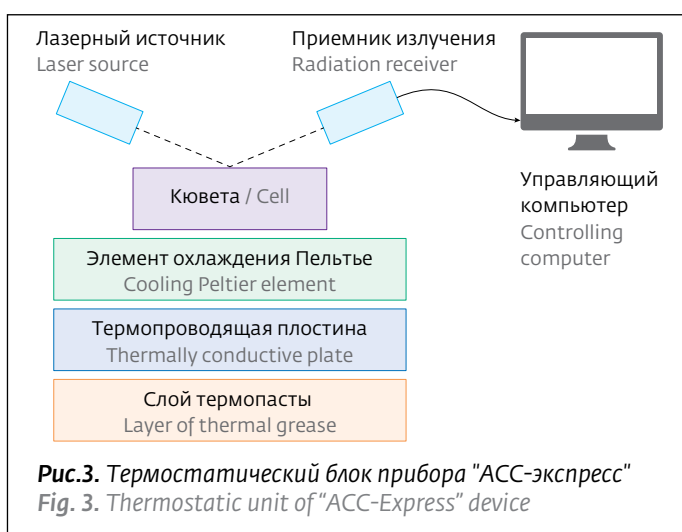 Лазерный источник
Laser source
Приемник излучения
Radiation receiver
Управляющий
компьютер
Controlling
computer
Кювета / Cell
Элемент охлаждения Пельтье
Cooling Peltier element
Термопроводящая плостина
Thermally conductive plate
Слой термопасты
Layer of thermal grease
Рис.3. Термостатический блок прибора "АСС-экспресс"
Fig. 3. Thermostatic unit of “ACC-Express” device